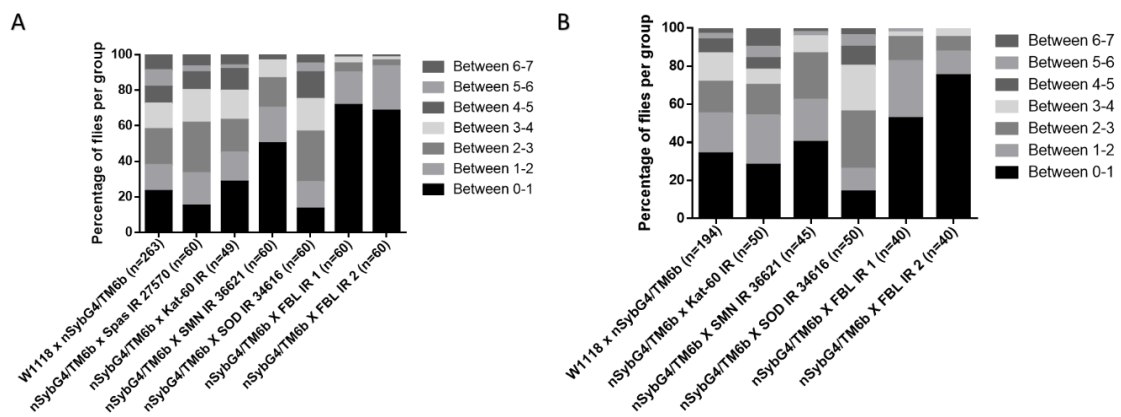 A
Percentage of flies per group
100
80
60
40
20
0
W1118 x nSybG4/TM6b (n=263)
nSybG4/TM6b x Spas IR 27570 (n=60)
nSybG4/TM6b x Kat-60 IR (n=49)
nSybG4/TM6b X SMN IR 36621 (n=60)
nSybG4/TM6b X SOD IR 34616 (n=60)
nSybG4/TM6b X FBL IR 1 (n=60)
nSybG4/TM6b X FBL IR 2 (n=60)
Between 6-7
Between 5-6
Between 4-5
Between 3-4
Between 2-3
Between 1-2
Between 0-1
B
Percentage of flies per group
100
80
60
40
20
0
W1118 x nSybG4/TM6b (n=194)
nSybG4/TM6b x Kat-60 IR (n=50)
nSybG4/TM6b X SMN IR 36621 (n=45)
nSybG4/TM6b X SOD IR 34616 (n=50)
nSybG4/TM6b X FBL IR 1 (n=40)
nSybG4/TM6b X FBL IR 2 (n=40)
Between 6-7
Between 5-6
Between 4-5
Between 3-4
Between 2-3
Between 1-2
Between 0-1